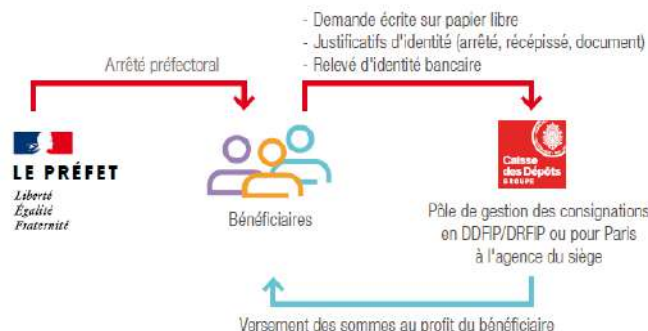 - Demande écrite sur papier libre
- Justificatifs d'identité (arrêté, récépissé, document)
- Relevé d'identité bancaire
Arrêté préfectoral
LE PRÉFET
Liberté
Égalité
Fraternité
Bénéficiaires
Caisse
des Dépôts
GROUPE
Pôle de gestion des consignations
en DDFIP/DRFIP ou pour Paris
à l'agence du siège
Versement des sommes au profit du bénéficiaire